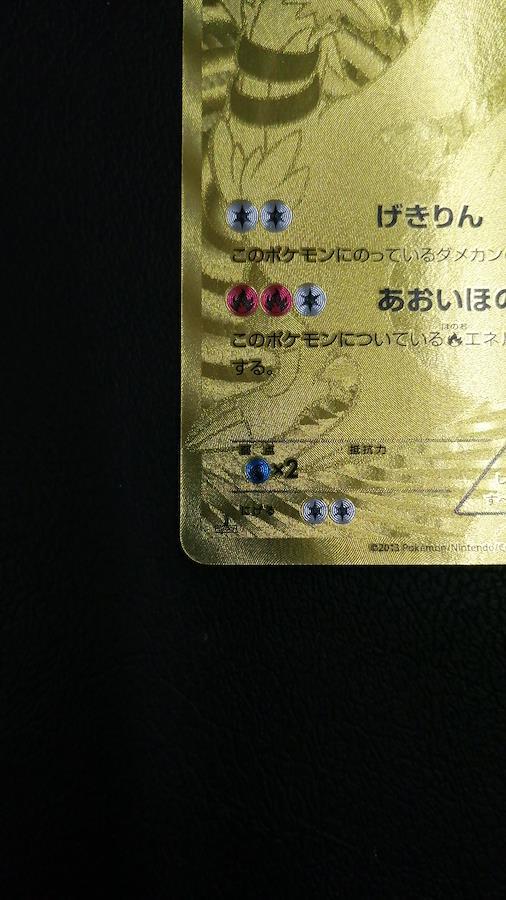 げきりん
このポケモンにのっているダメカン
あおいほの
ほのお
このポケモンについているエネル
する。
弱点
抵抗力
×2
にげる
©2013 Pokémon/Nintendo/C